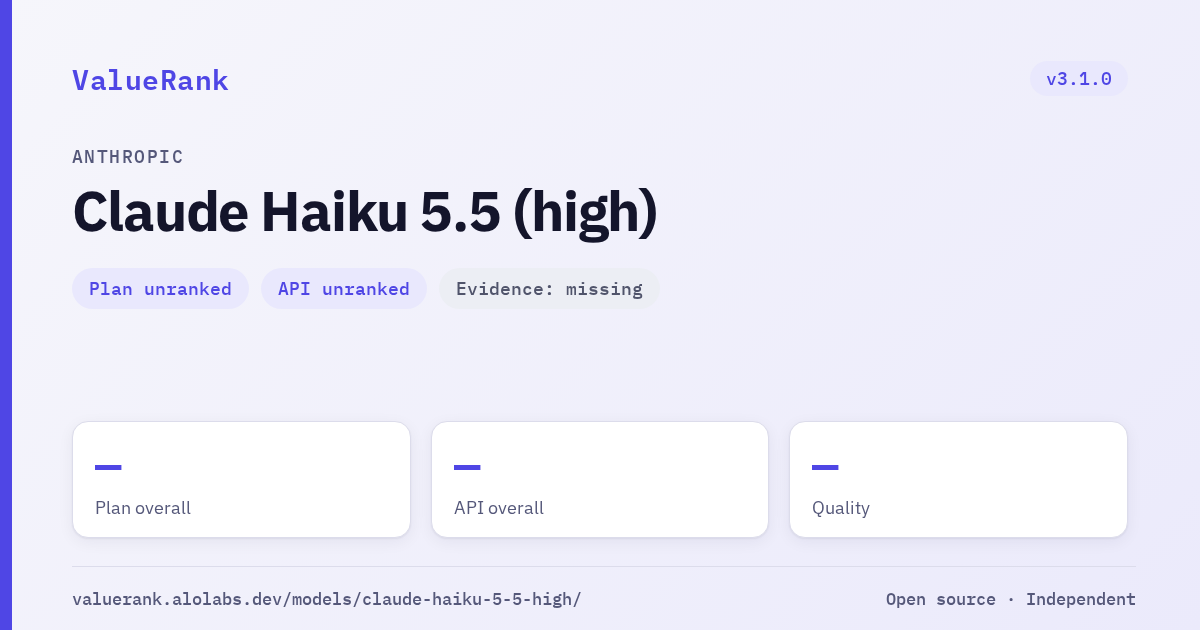 ValueRank
v3.1.0
ANTHROPIC
Claude Haiku 5.5 (high)
Plan unranked
API unranked
Evidence: missing
—
Plan overall
—
API overall
—
Quality
valuerank.alolabs.dev/models/claude-haiku-5-5-high/
Open source · Independent